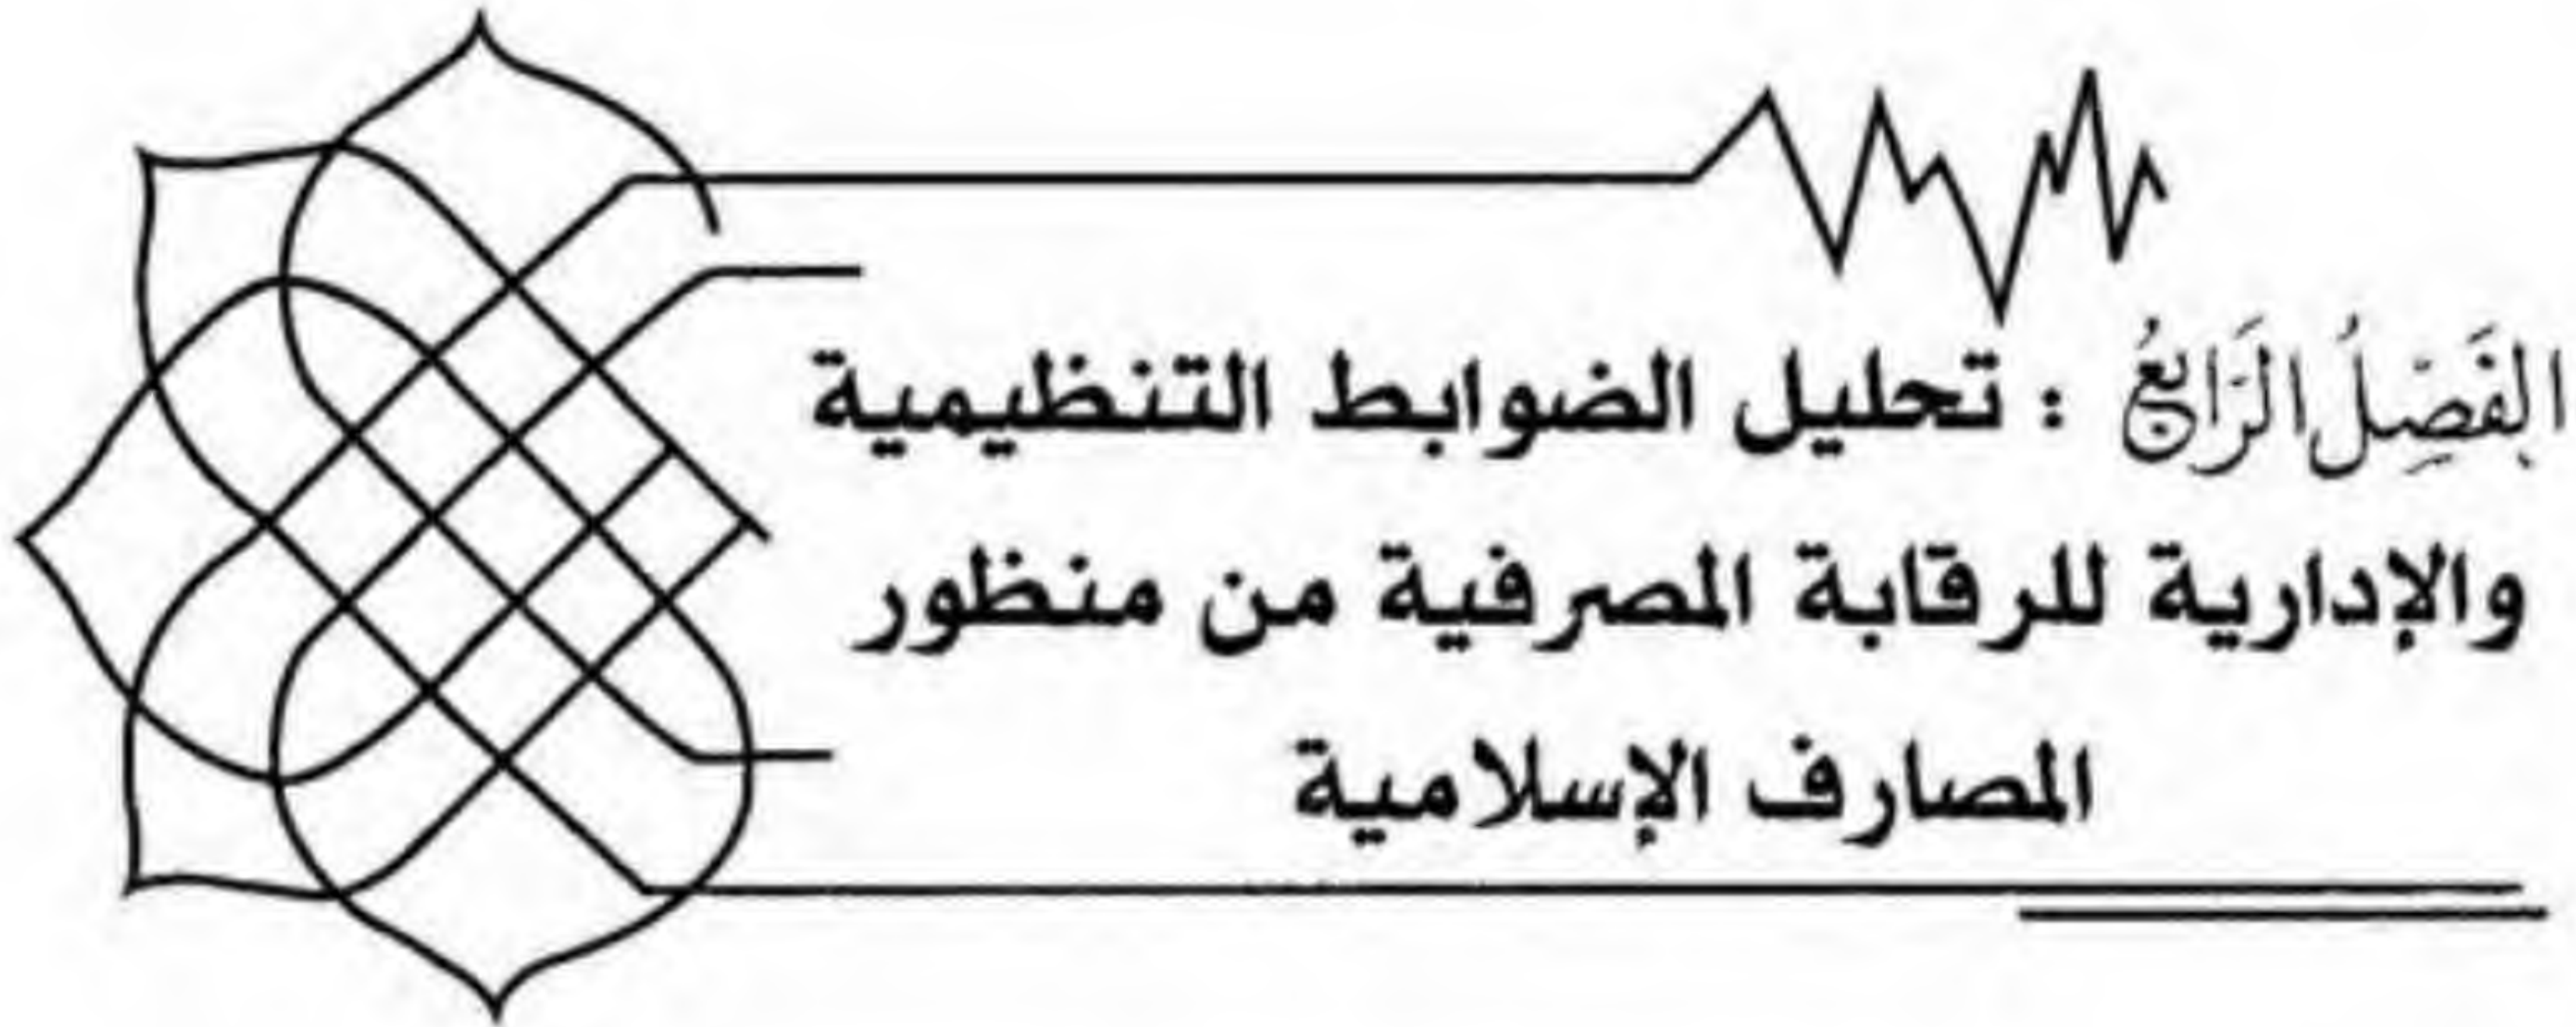 الفَصْلُ الرَّابِعُ : تحليل الضوابط التنظيمية
والإدارية للرقابة المصرفية من منظور
المصارف الإسلامية